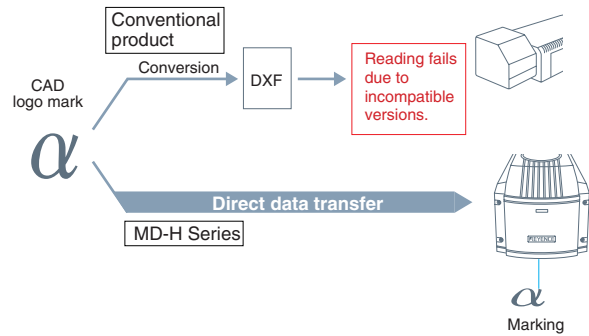 Conventional
product
CAD
logo mark
α
Conversion
DXF
Reading fails
due to
incompatible
versions.
Direct data transfer
MD-H Series
KEYENCE
α
Marking